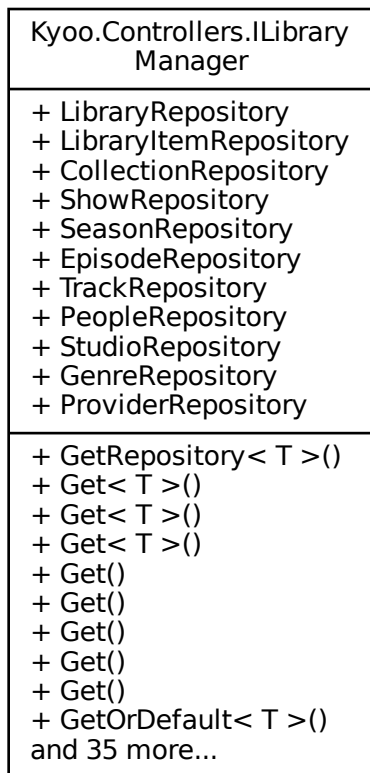 Kyoo.Controllers.ILibrary
Manager
+ LibraryRepository
+ LibraryItemRepository
+ CollectionRepository
+ ShowRepository
+ SeasonRepository
+ EpisodeRepository
+ TrackRepository
+ PeopleRepository
+ StudioRepository
+ GenreRepository
+ ProviderRepository
+ GetRepository< T >()
+ Get< T >()
+ Get< T >()
+ Get< T >()
+ Get()
+ Get()
+ Get()
+ Get()
+ Get()
+ GetOrDefault< T >()
and 35 more...